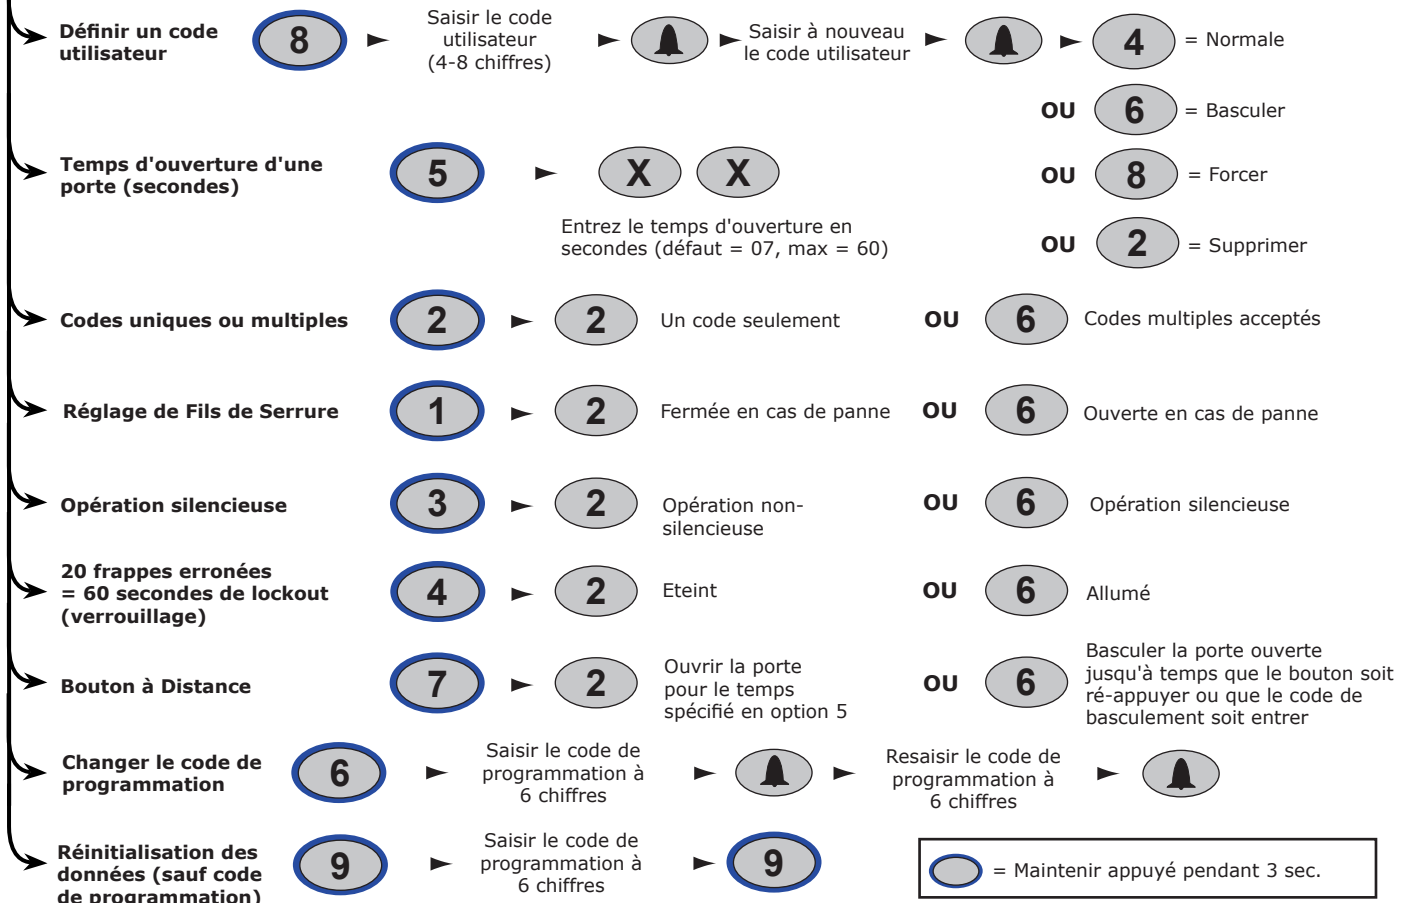 Définir un code
utilisateur
8
Saisir le code
utilisateur
(4-8 chiffres)
Saisir à nouveau
le code utilisateur
4
= Normale
OU
6
= Basculer
Temps d'ouverture d'une
porte (secondes)
5
X
X
Entrez le temps d'ouverture en
secondes (défaut = 07, max = 60)
OU
8
= Forcer
OU
2
= Supprimer
Codes uniques ou multiples
2
2
Un code seulement
OU
6
Codes multiples acceptés
Réglage de Fils de Serrure
1
2
Fermée en cas de panne
OU
6
Ouverte en cas de panne
Opération silencieuse
3
2
Opération non-
silencieuse
OU
6
Opération silencieuse
20 frappes erronées
= 60 secondes de lockout
(verrouillage)
4
2
Eteint
OU
6
Allumé
Bouton à Distance
7
2
Ouvrir la porte
pour le temps
spécifié en option 5
OU
6
Basculer la porte ouverte
jusqu'à temps que le bouton soit
ré-appuyer ou que le code de
basculement soit entrer
Changer le code de
programmation
6
Saisir le code de
programmation à
6 chiffres
Resaisir le code de
programmation à
6 chiffres
Réinitialisation des
données (sauf code
de programmation)
9
Saisir le code de
programmation à
6 chiffres
9
= Maintenir appuyé pendant 3 sec.